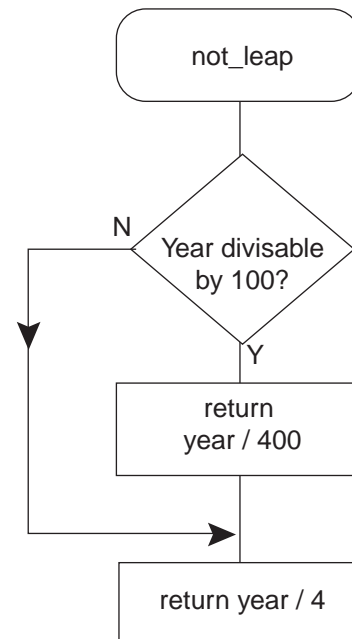 not_leap
N
Year divisable
by 100?
Y
return
year / 400
return year / 4